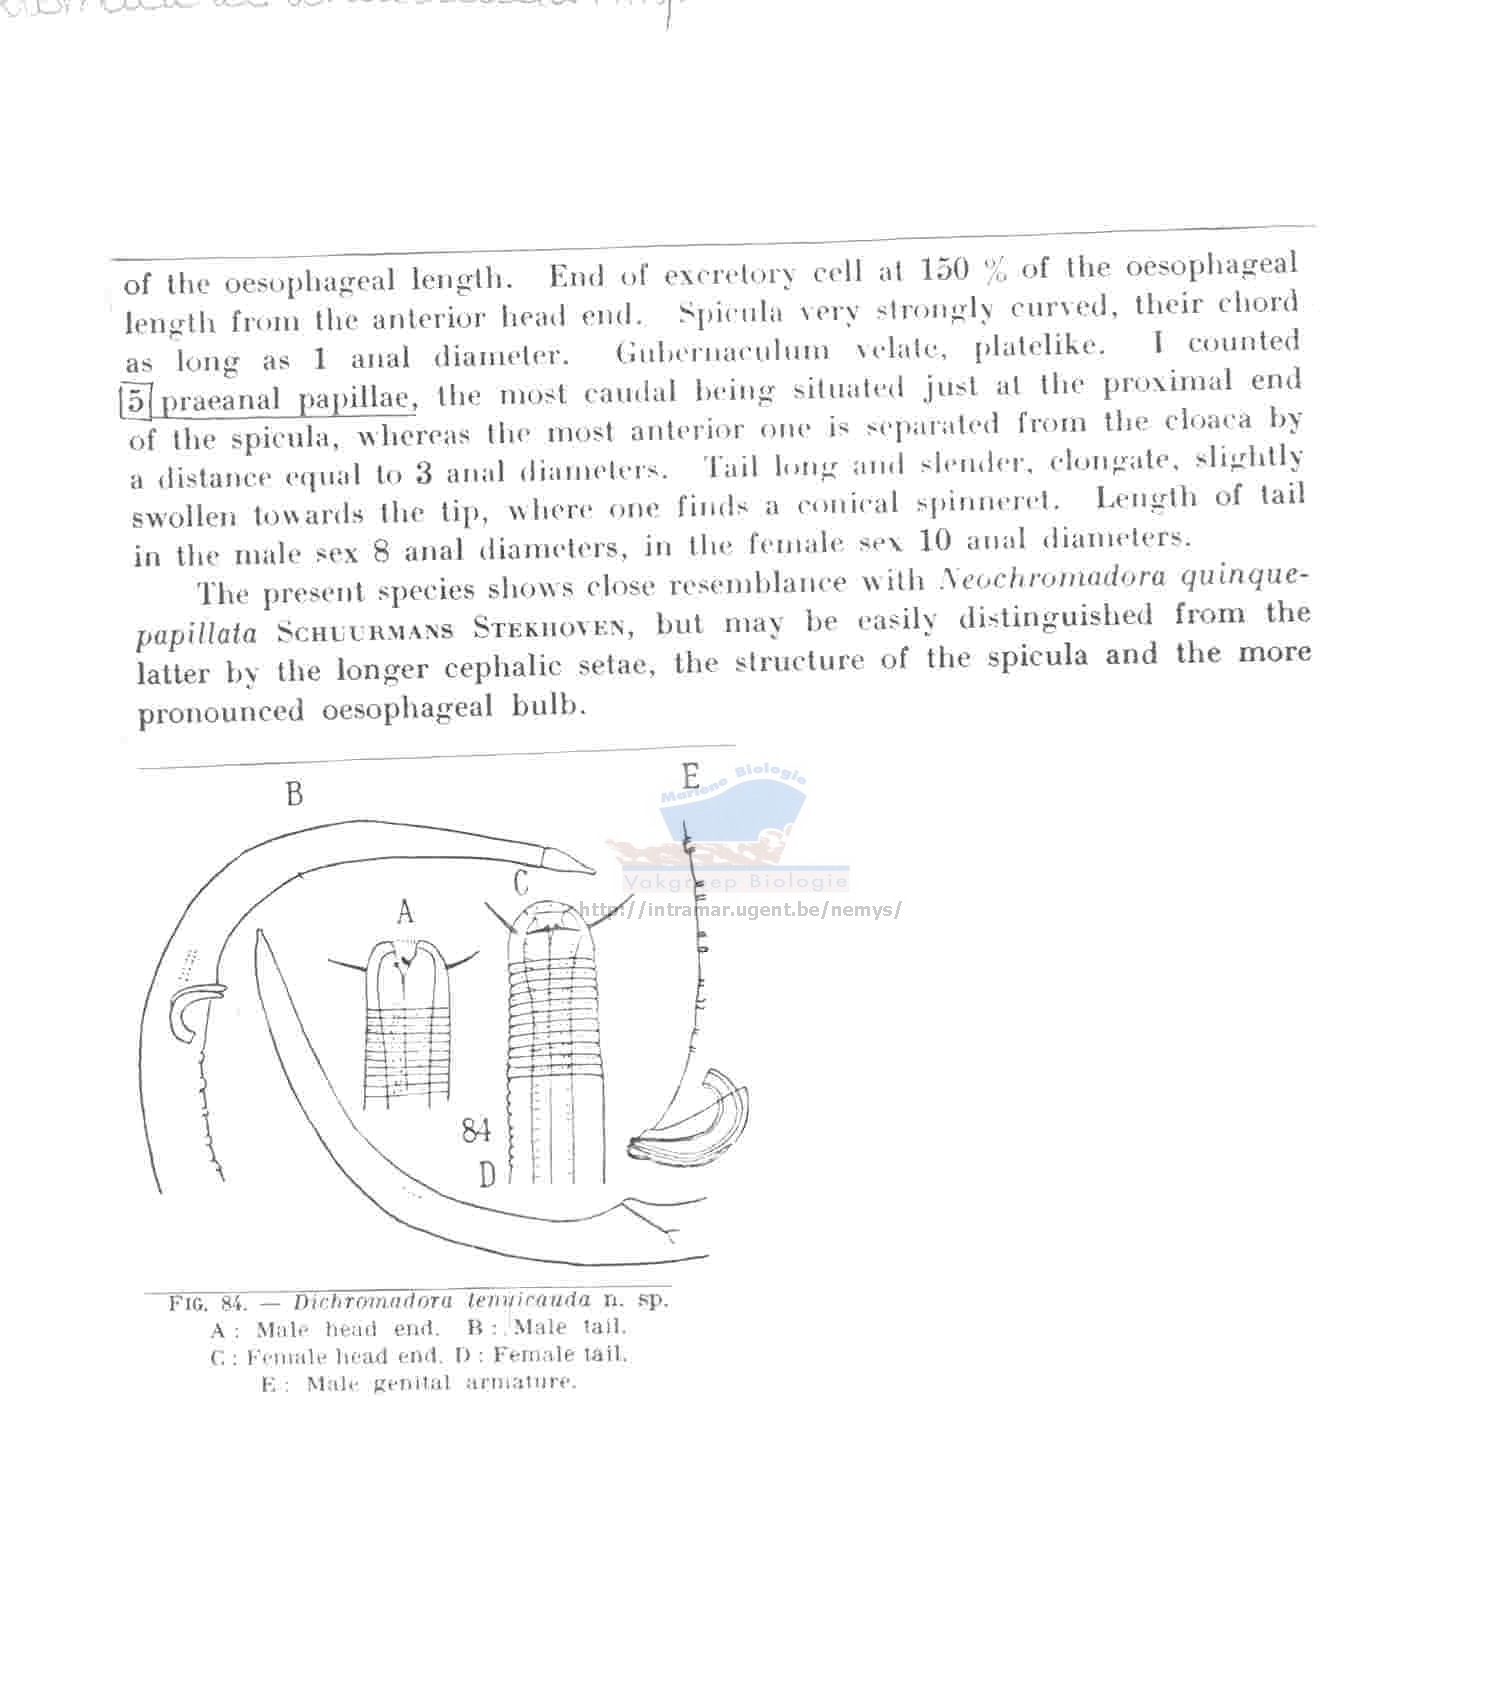 of the oesophageal length. End of excretory cell at 150 % of the oesophageal
length from the anterior head end. Spicula very strongly curved, their chord
as long as 1 anal diameter. Gubernaculum velate, platelike. I counted
5 praeanal papillae, the most caudal being situated just at the proximal end
of the spicula, whereas the most anterior one is separated from the cloaca by
a distance equal to 3 anal diameters. Tail long and slender, elongate, slightly
swollen towards the tip, where one finds a conical spinneret. Length of tail
in the male sex 8 anal diameters, in the female sex 10 anal diameters.
The present species shows close resemblance with Neochromadora quinque-
papillata SCHUURMANS STEKHOVEN, but may be easily distinguished from the
latter by the longer cephalic setae, the structure of the spicula and the more
pronounced oesophageal bulb.
B
E
Mariene Biologie
C
Vakgroep Biologie
A
http://intramar.ugent.be/nemys/
84
D
FIG. 84. — Dichromadora tenuicauda n. sp.
A : Male head end. B : Male tail.
C : Female head end. D : Female tail.
E : Male genital armature.